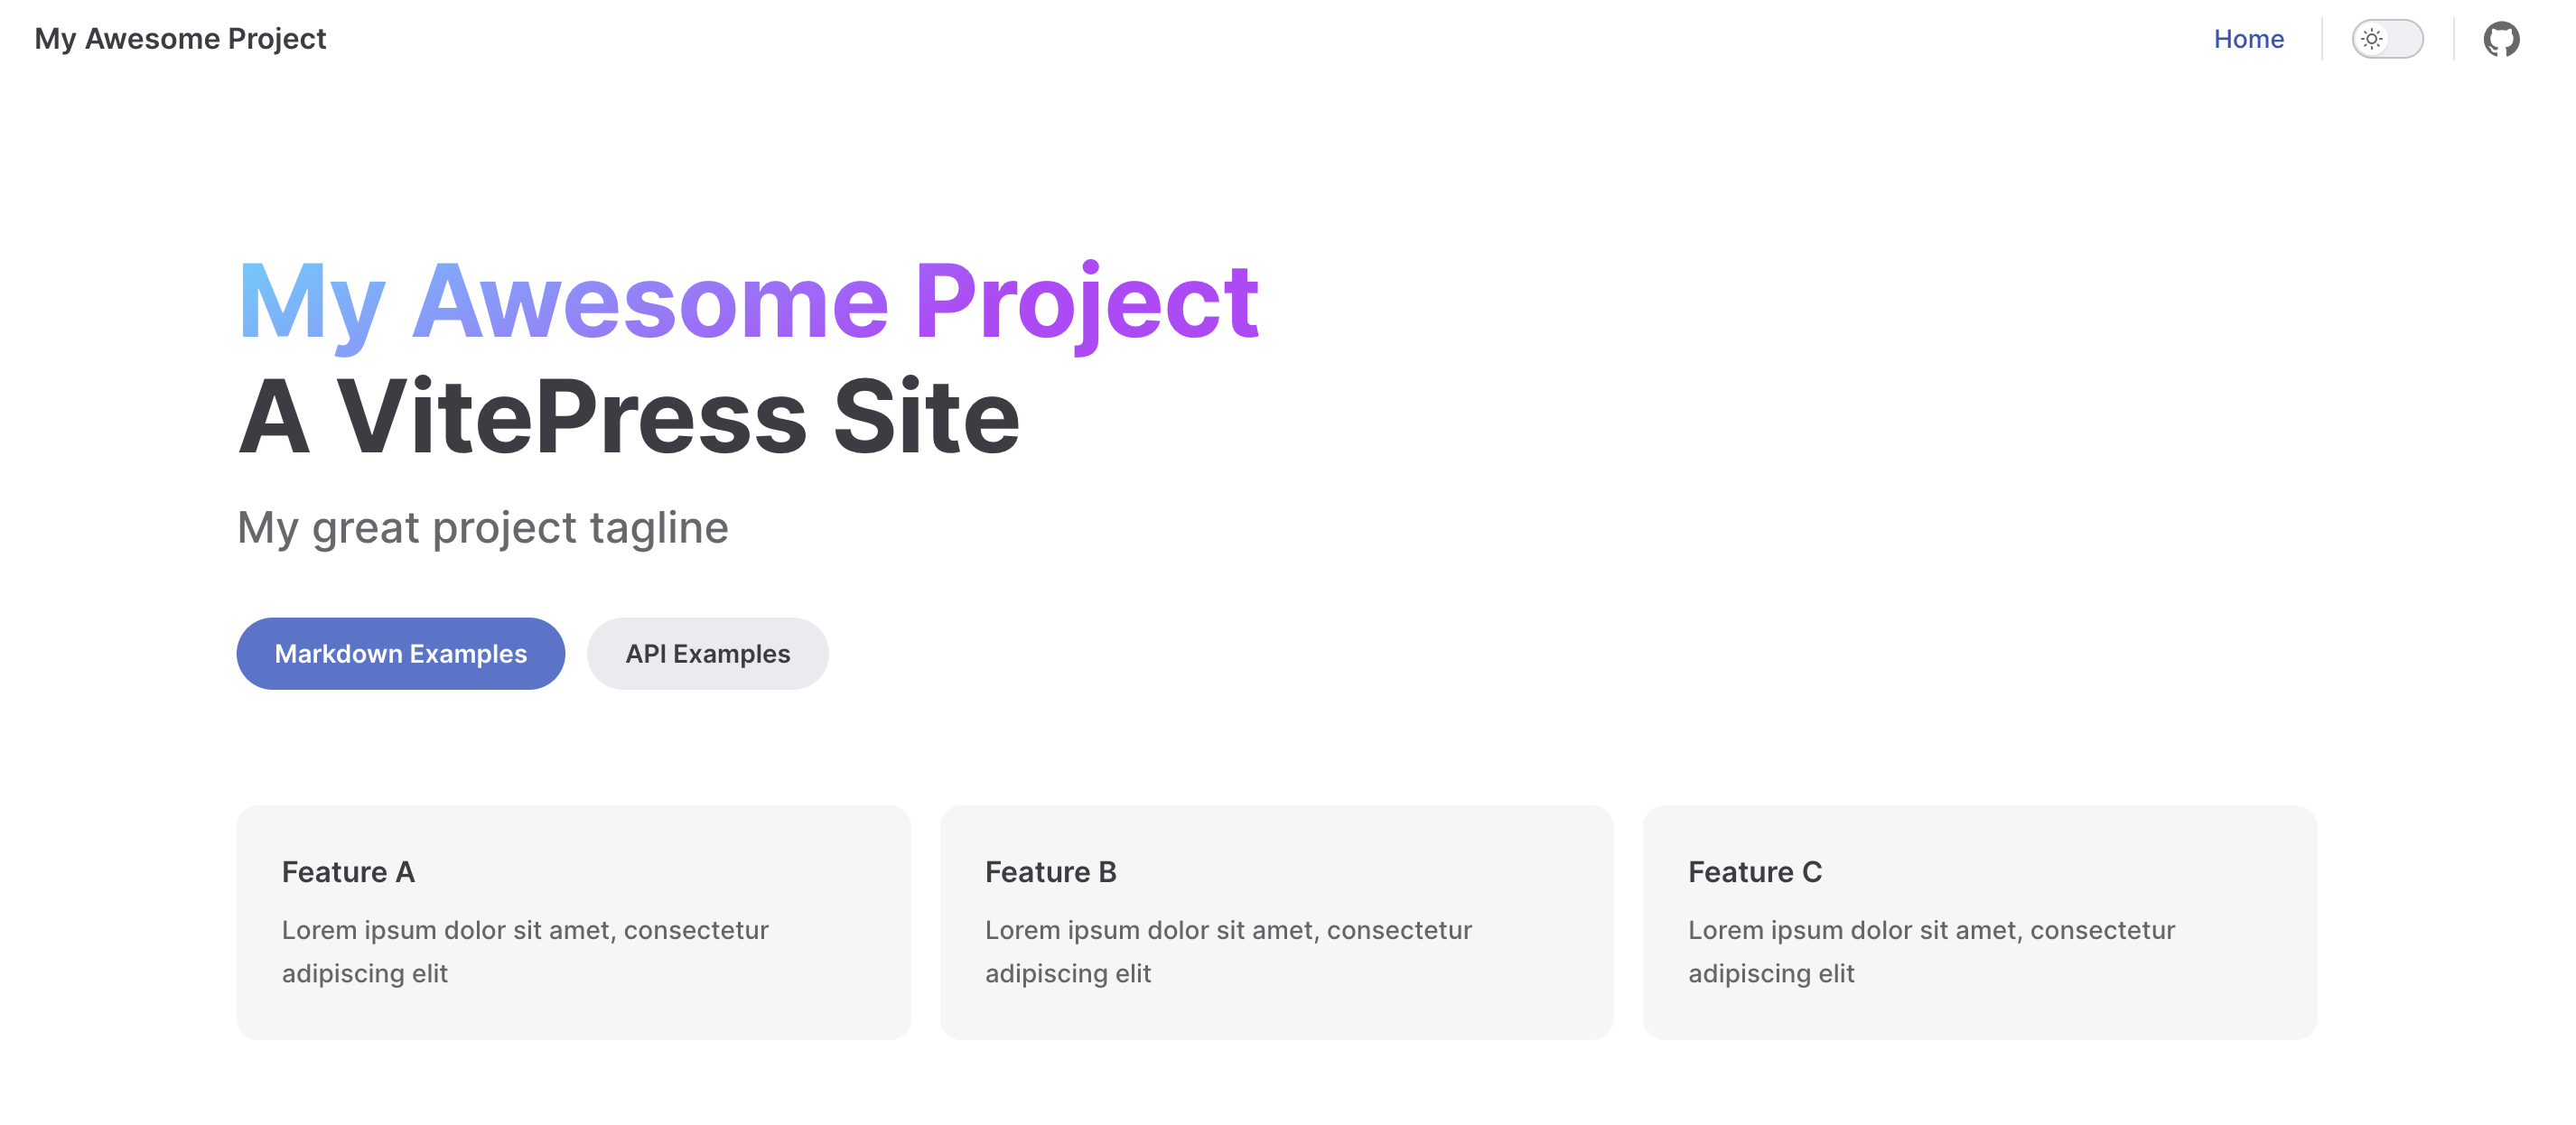 My Awesome Project
Home
My Awesome Project
A VitePress Site
My great project tagline
Markdown Examples
API Examples
Feature A
Lorem ipsum dolor sit amet, consectetur
adipiscing elit
Feature B
Lorem ipsum dolor sit amet, consectetur
adipiscing elit
Feature C
Lorem ipsum dolor sit amet, consectetur
adipiscing elit